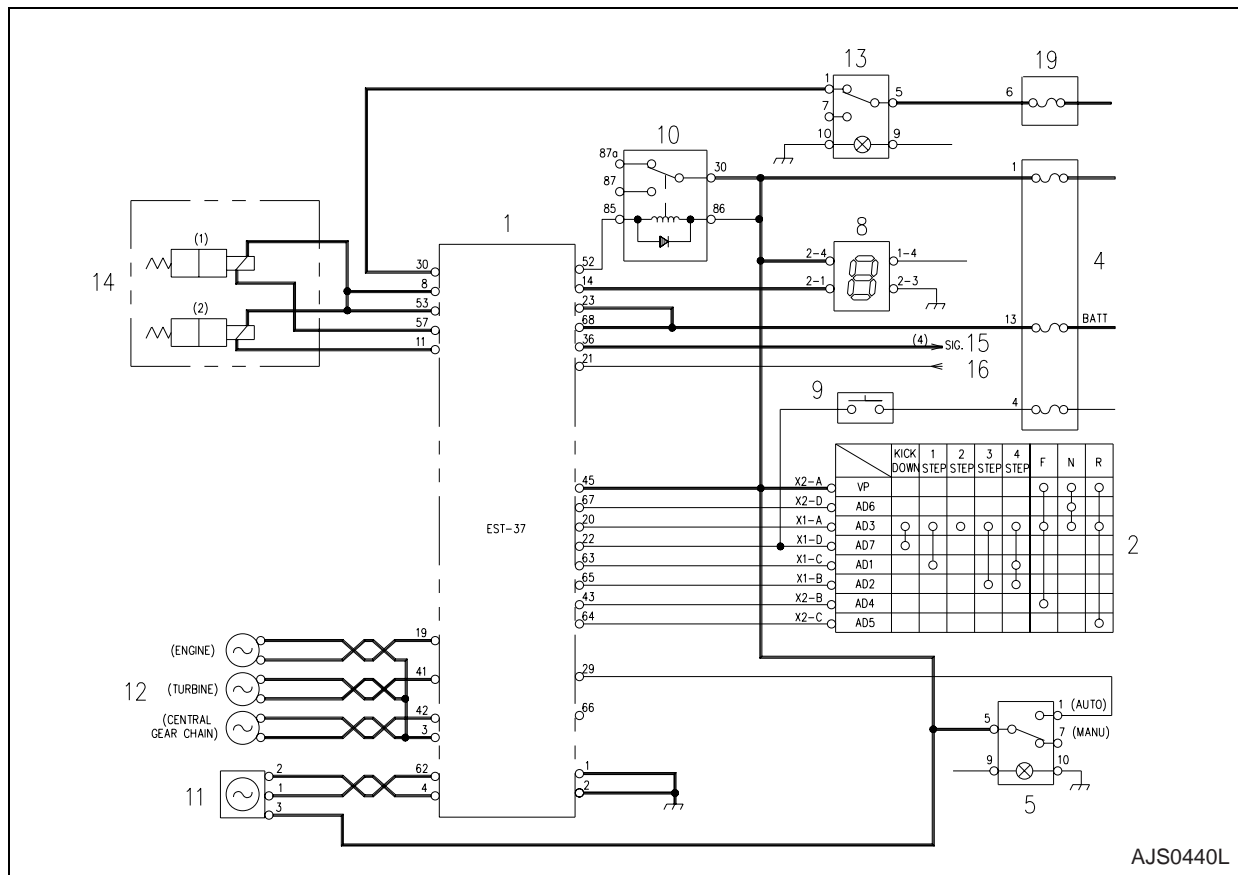 13
19
1
5
6
7
10
9
10
87a
30
87
85
86
1
1
8
2-4
1-4
2-1
2-3
4
14
(1)
(2)
30
8
53
57
11
52
14
23
68
36
21
13
BATT
(4)
SIG. 15
16
9
4
KICK DOWN
1 STEP
2 STEP
3 STEP
4 STEP
F
N
R
45
X2-A
VP
67
X2-D
AD6
20
X1-A
AD3
22
X1-D
AD7
63
X1-C
AD1
65
X1-B
AD2
43
X2-B
AD4
64
X2-C
AD5
2
EST-37
12
(ENGINE)
(TURBINE)
(CENTRAL
GEAR CHAIN)
19
41
42
3
29
66
1 (AUTO)
5
7 (MANU)
9
10
5
11
2
1
3
62
4
1
2
AJS0440L